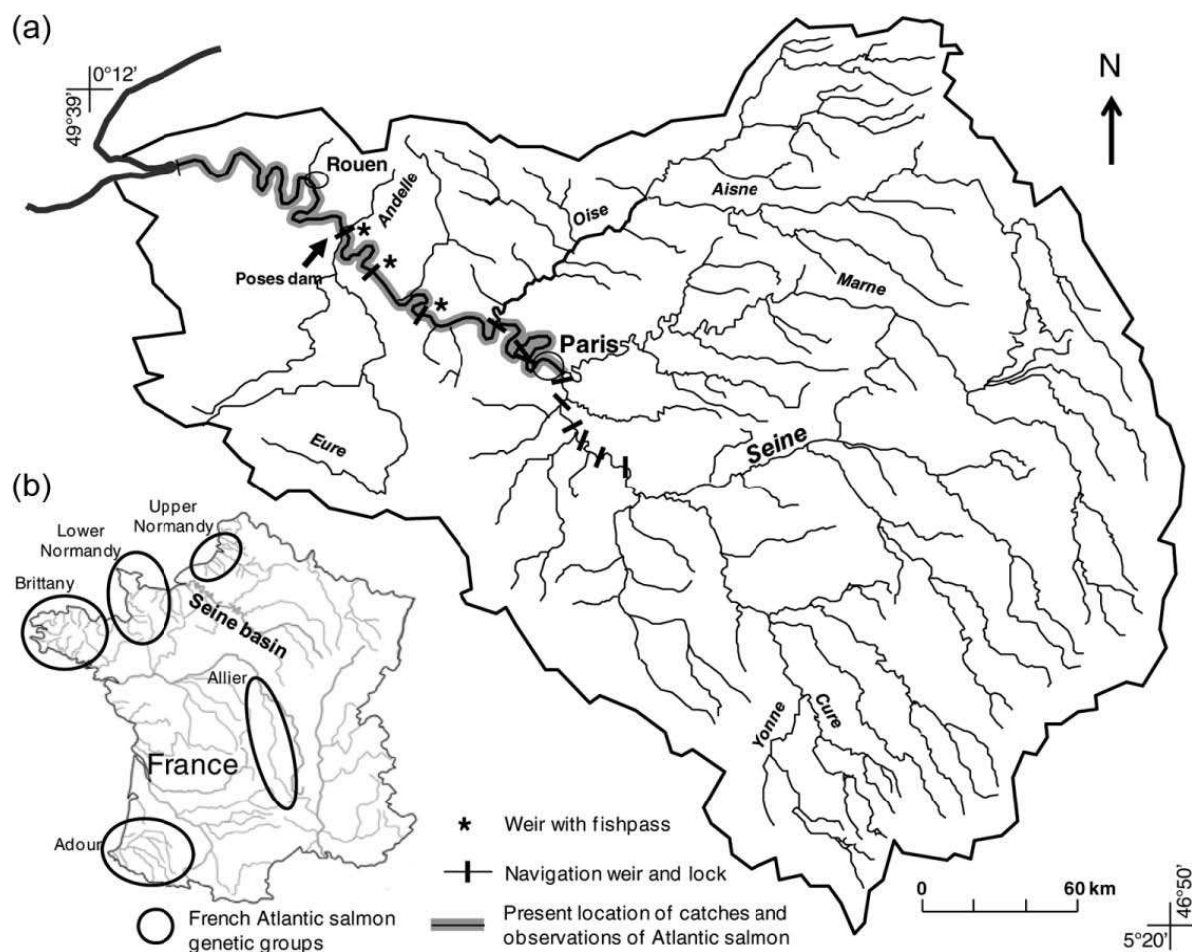 (a)
0°12'
49°39'
N
Rouen
Andelle
Oise
Aisne
Marne
Poses dam
Paris
Eure
Seine
Yonne
Cure
(b)
Upper
Normandy
Lower
Normandy
Brittany
Seine basin
Allier
France
Adour
* Weir with fishpass
Navigation weir and lock
French Atlantic salmon
genetic groups
Present location of catches and
observations of Atlantic salmon
0 60 km
46°50'
5°20'